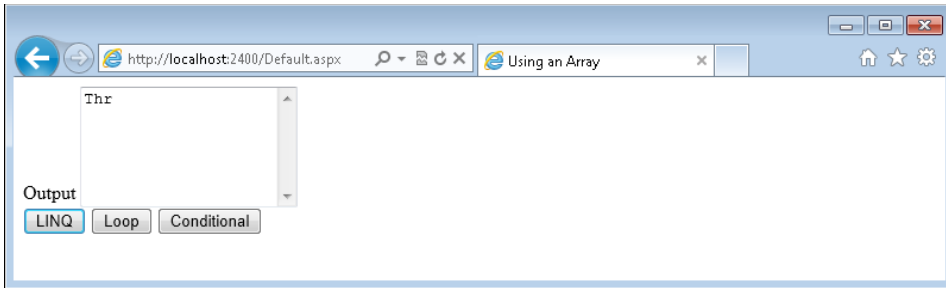 http://localhost:2400/Default.aspx
Using an Array
Thr
Output
LINQ
Loop
Conditional